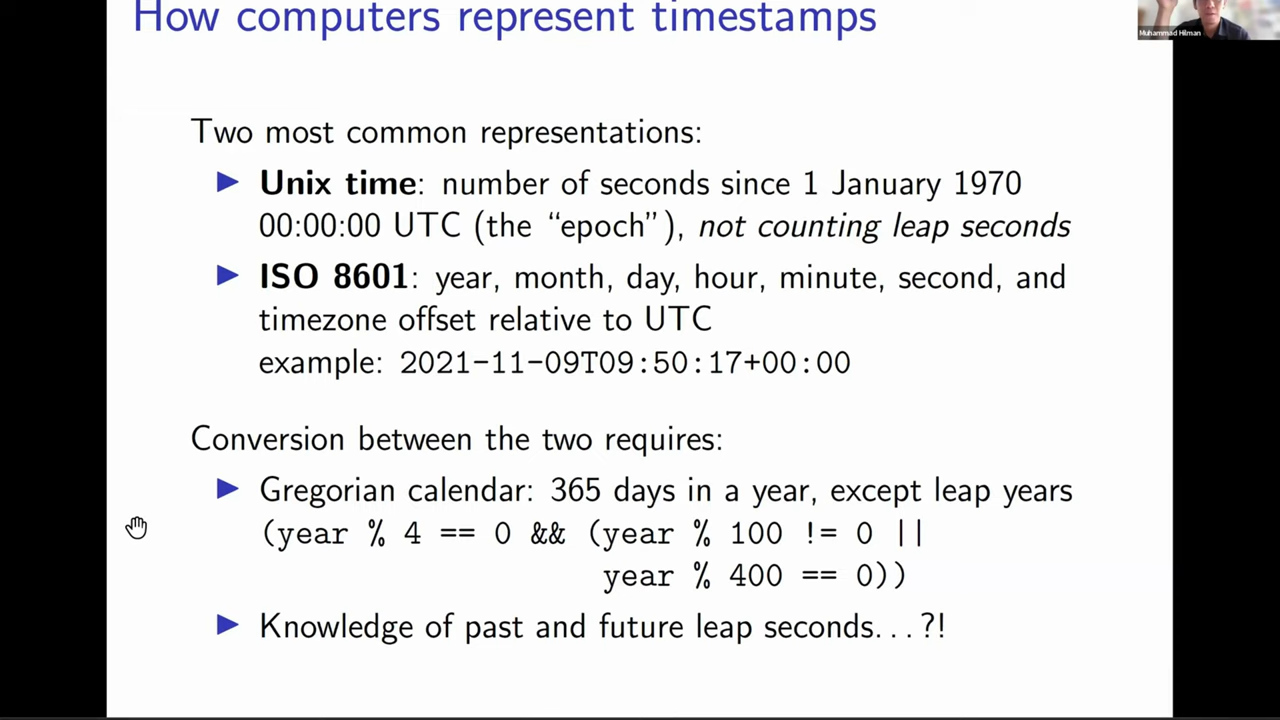 How computers represent timestamps
Muhammad Hilman
Two most common representations:
▶ Unix time: number of seconds since 1 January 1970
00:00:00 UTC (the “epoch”), not counting leap seconds
▶ ISO 8601: year, month, day, hour, minute, second, and
timezone offset relative to UTC
example: 2021-11-09T09:50:17+00:00
Conversion between the two requires:
▶ Gregorian calendar: 365 days in a year, except leap years
(year % 4 == 0 && (year % 100 != 0 ||
year % 400 == 0))
▶ Knowledge of past and future leap seconds...?!